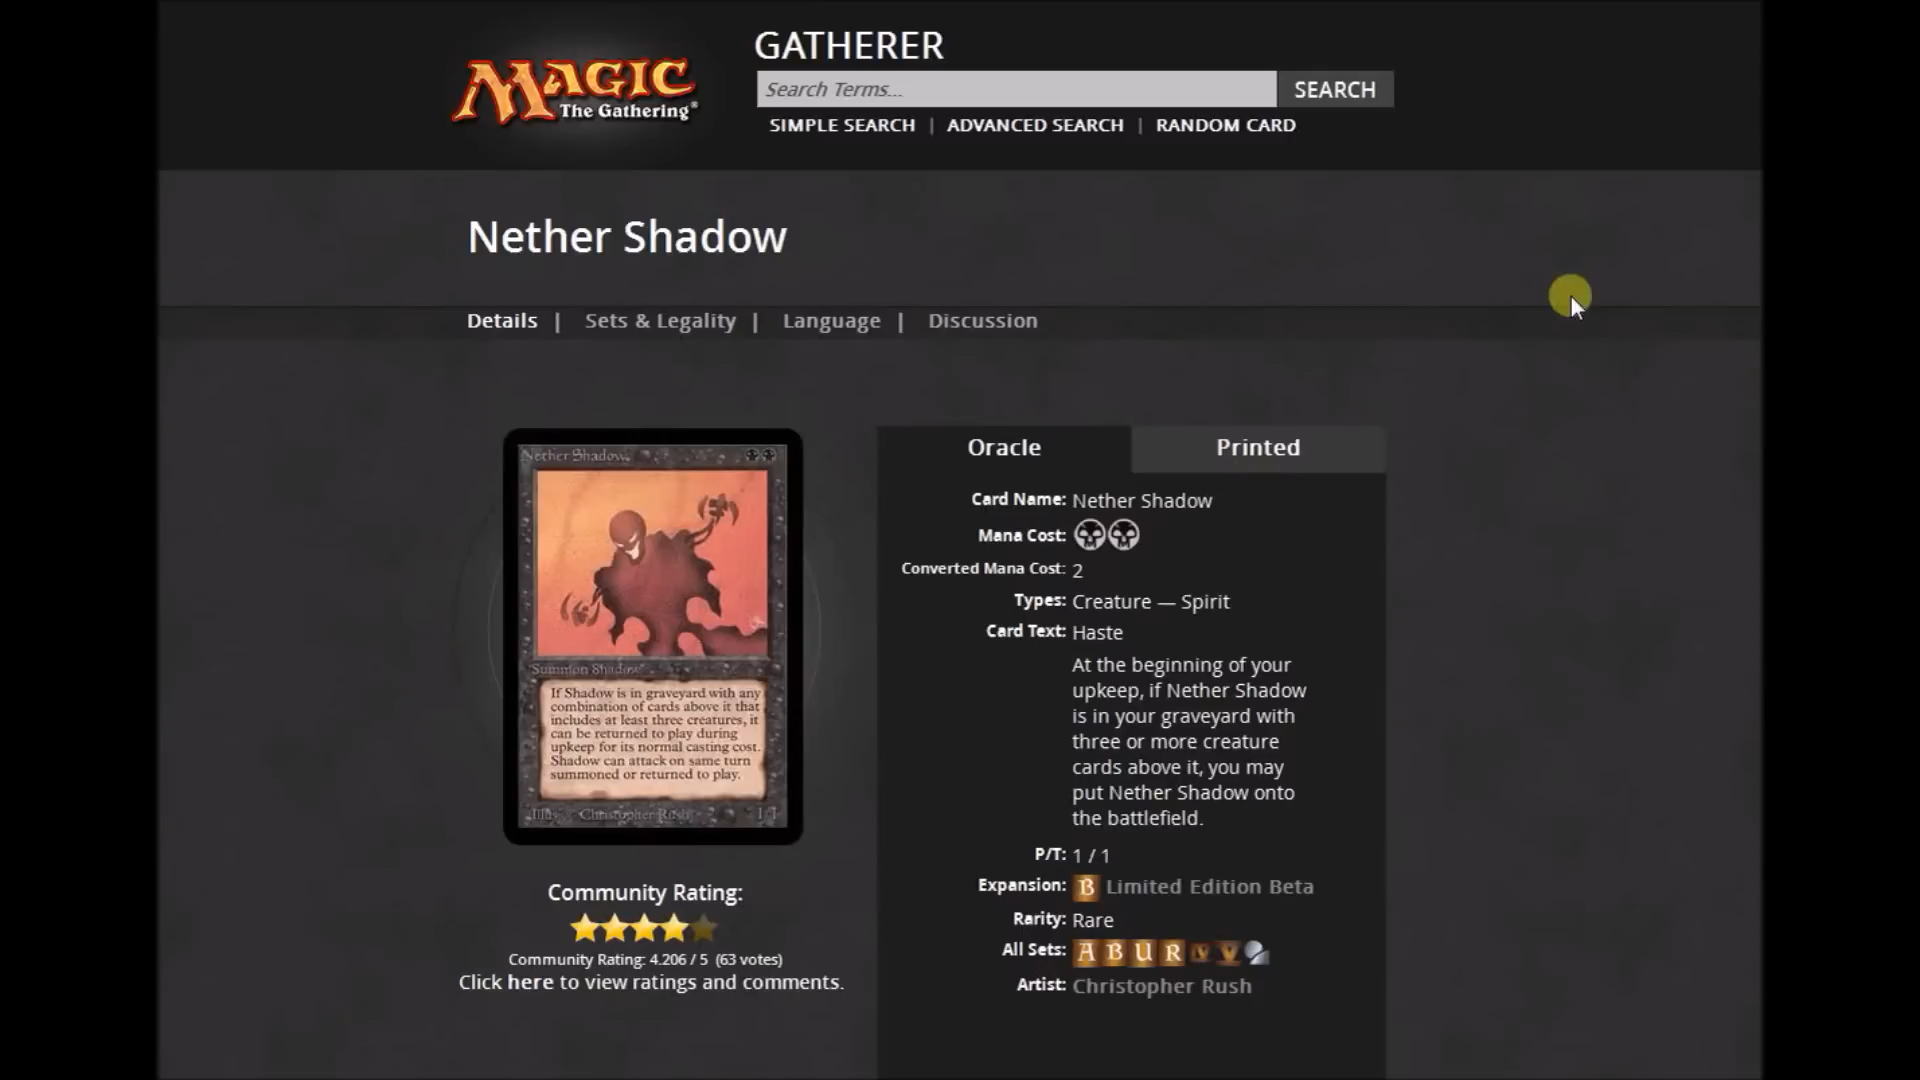 MAGIC
The Gathering®
GATHERER
Search Terms...
SEARCH
SIMPLE SEARCH | ADVANCED SEARCH | RANDOM CARD
Nether Shadow
Details | Sets & Legality | Language | Discussion
Nether Shadow
"Summon Shadow"
If Shadow is in graveyard with any
combination of cards above it that
includes at least three creatures, it
can be returned to play during
upkeep for its normal casting cost.
Shadow can attack on same turn
summoned or returned to play.
Illus. Christopher Rush
1/1
Community Rating:
Community Rating: 4.206 / 5 (63 votes)
Click here to view ratings and comments.
Oracle
Printed
Card Name: Nether Shadow
Mana Cost:
Converted Mana Cost: 2
Types: Creature — Spirit
Card Text: Haste
At the beginning of your
upkeep, if Nether Shadow
is in your graveyard with
three or more creature
cards above it, you may
put Nether Shadow onto
the battlefield.
P/T: 1 / 1
Expansion: B Limited Edition Beta
Rarity: Rare
All Sets: A B U R IV V
Artist: Christopher Rush